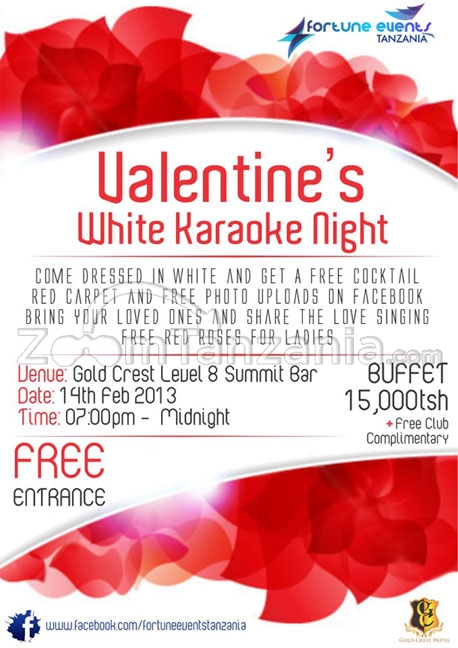 fortune events
TANZANIA
Valentine's
White Karaoke Night
COME DRESSED IN WHITE AND GET A FREE COCKTAIL
RED CARPET AND FREE PHOTO UPLOADS ON FACEBOOK
BRING YOUR LOVED ONES AND SHARE THE LOVE SINGING
FREE RED ROSES FOR LADIES
ZoomTanzania.com
Venue: Gold Crest Level 8 Summit Bar
Date: 14th Feb 2013
Time: 07:00pm - Midnight
BUFFET
15,000tsh
+ Free Club
Complimentary
FREE
ENTRANCE
f www.facebook.com/fortuneeventstanzania
GOLD CREST HOTEL